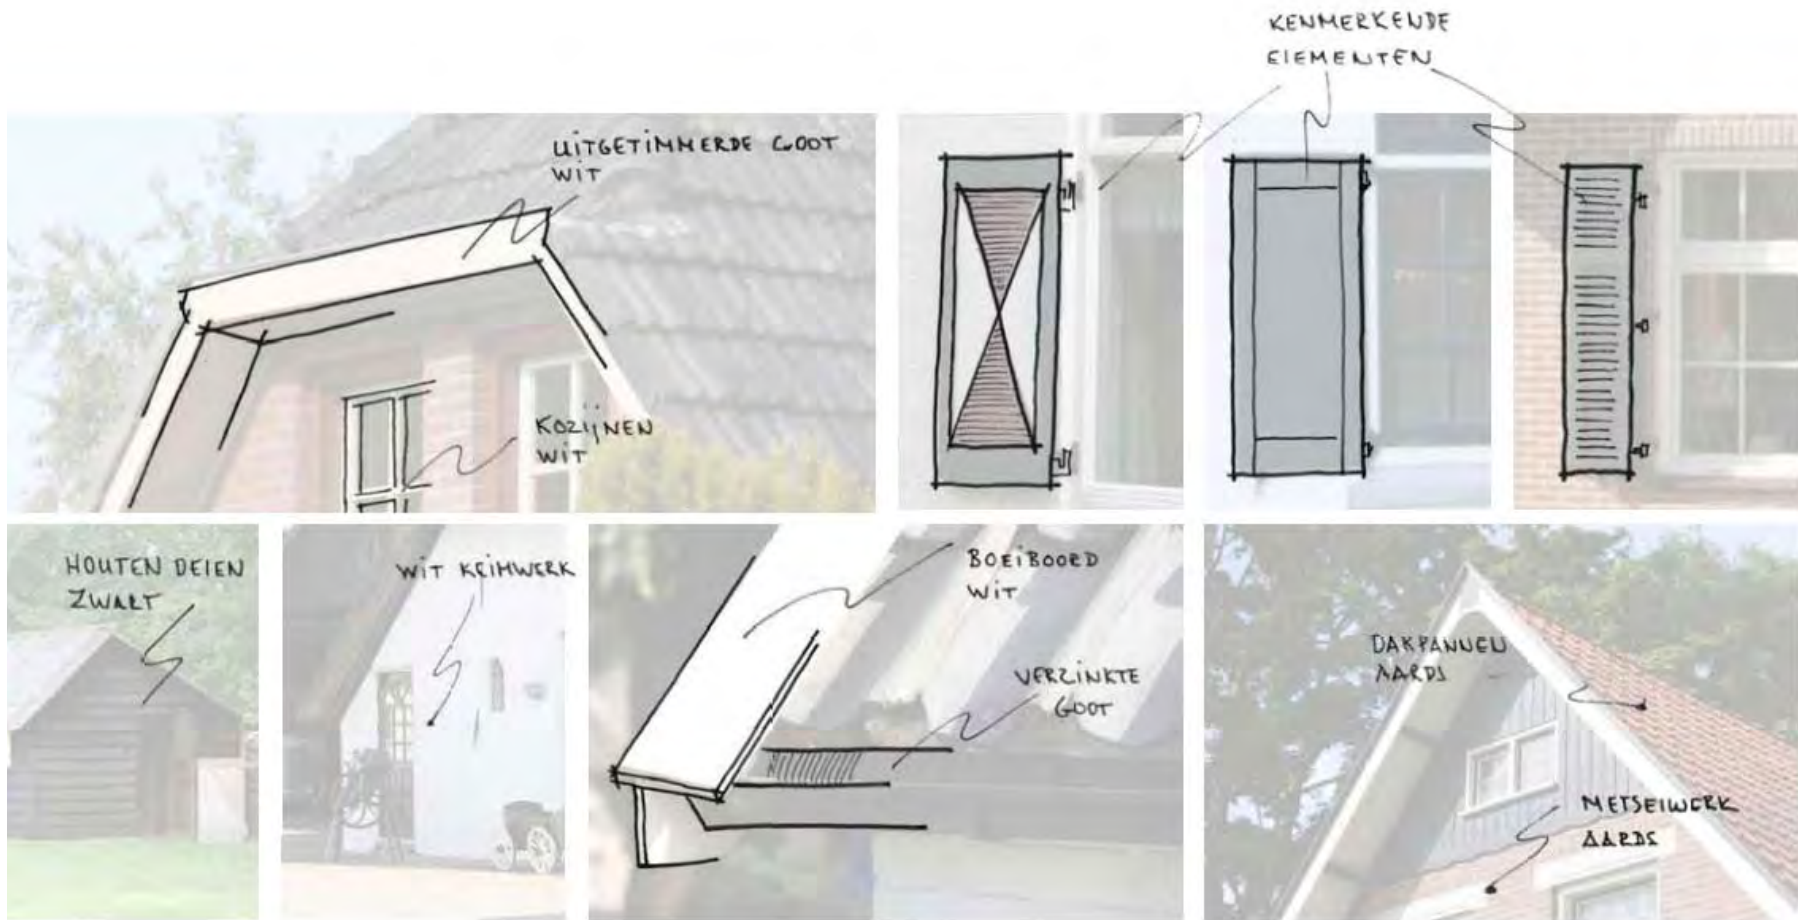 KENMERKENDE
ELEMENTEN
UITGETIMMERDE GOOT
WIT
KOZIJNEN
WIT
HOUTEN DELEN
ZWART
WIT KEIMWERK
BOEIBOORD
WIT
VERZINKTE
GOOT
DAKPANNEN
AARDS
METSELWERK
AARDS